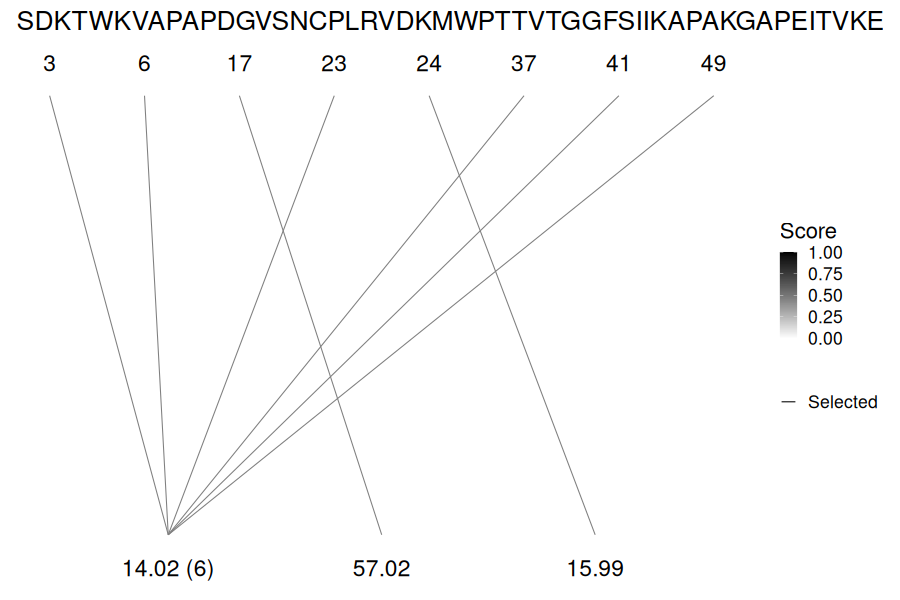 SDKTWKVAPAPDGVSNCPLRVDKMWPTTVTGGFSIIKAPAKGAPEITVKE
3 6 17 23 24 37 41 49
Score
1.00
0.75
0.50
0.25
0.00
Selected
14.02 (6) 57.02 15.99